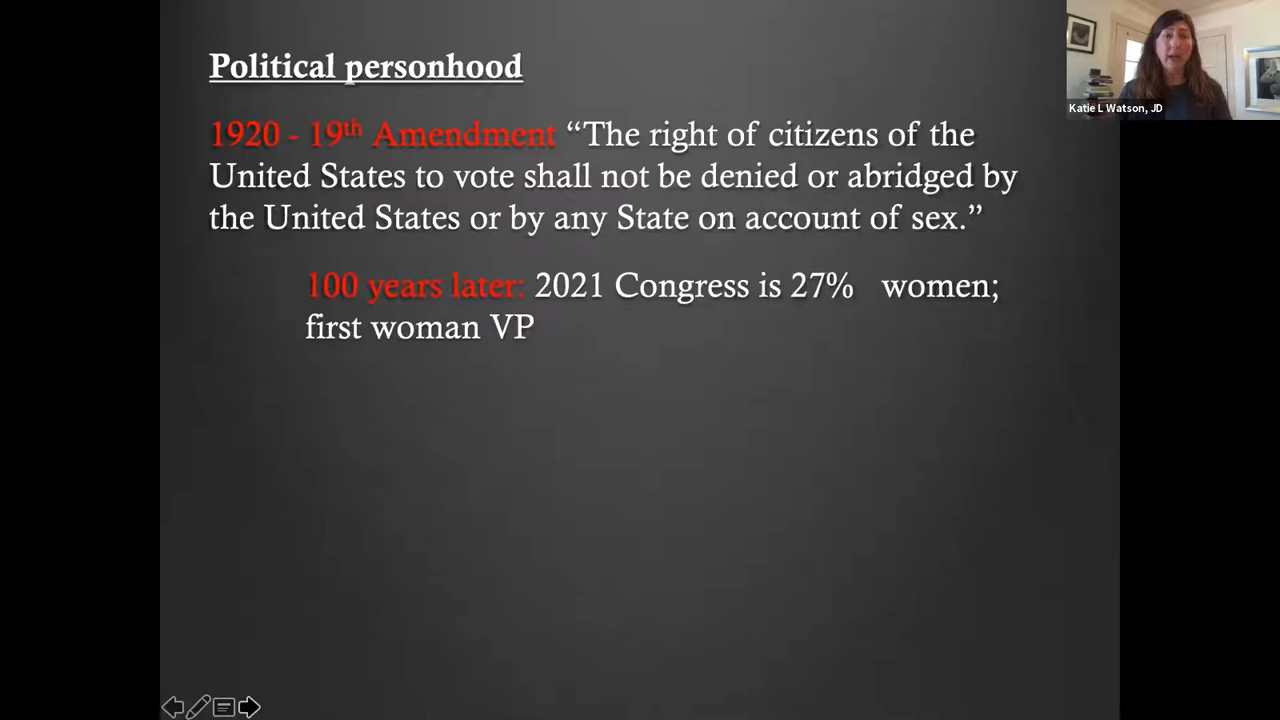 Political personhood
1920 - 19th Amendment “The right of citizens of the
United States to vote shall not be denied or abridged by
the United States or by any State on account of sex.”
100 years later: 2021 Congress is 27% women;
first woman VP
Katie L Watson, JD